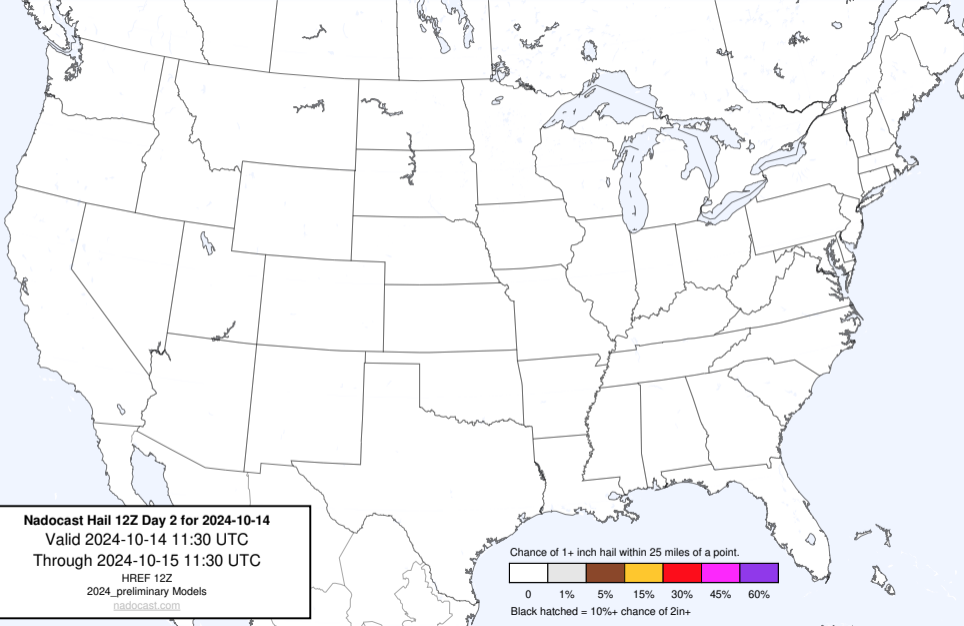 Nadocast Hail 12Z Day 2 for 2024-10-14
Valid 2024-10-14 11:30 UTC
Through 2024-10-15 11:30 UTC
HREF 12Z
2024_preliminary Models
nadocast.com
Chance of 1+ inch hail within 25 miles of a point.
0 1% 5% 15% 30% 45% 60%
Black hatched = 10%+ chance of 2in+